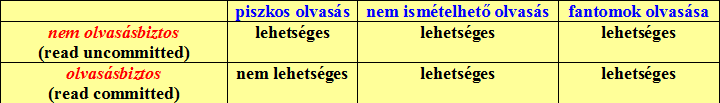 piszkos olvasás nem ismételhető olvasás fantomok olvasása
nem olvasásbiztos lehetséges lehetséges lehetséges
(read uncommitted)
olvasásbiztos nem lehetséges lehetséges lehetséges
(read committed)